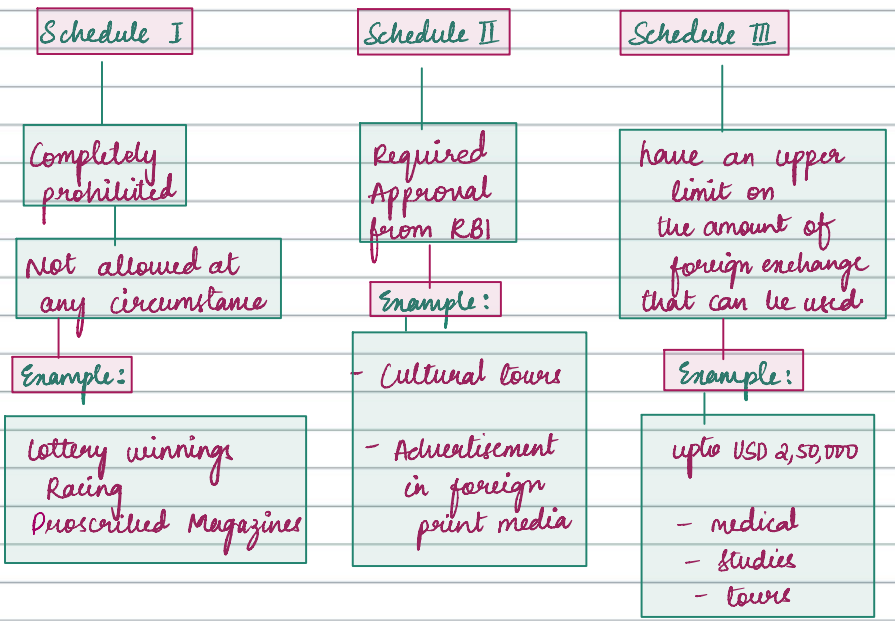 Schedule I
Completely
prohibited
Not allowed at
any circumstance
Example:
Lottery winnings
Racing
Proscribed Magazines
Schedule II
Required
Approval
from RBI
Example:
- Cultural tours
- Advertisement
in foreign
print media
Schedule III
have an upper
limit on
the amount of
foreign exchange
that can be used.
Example:
upto USD 2,50,000
- medical
- studies
- tours